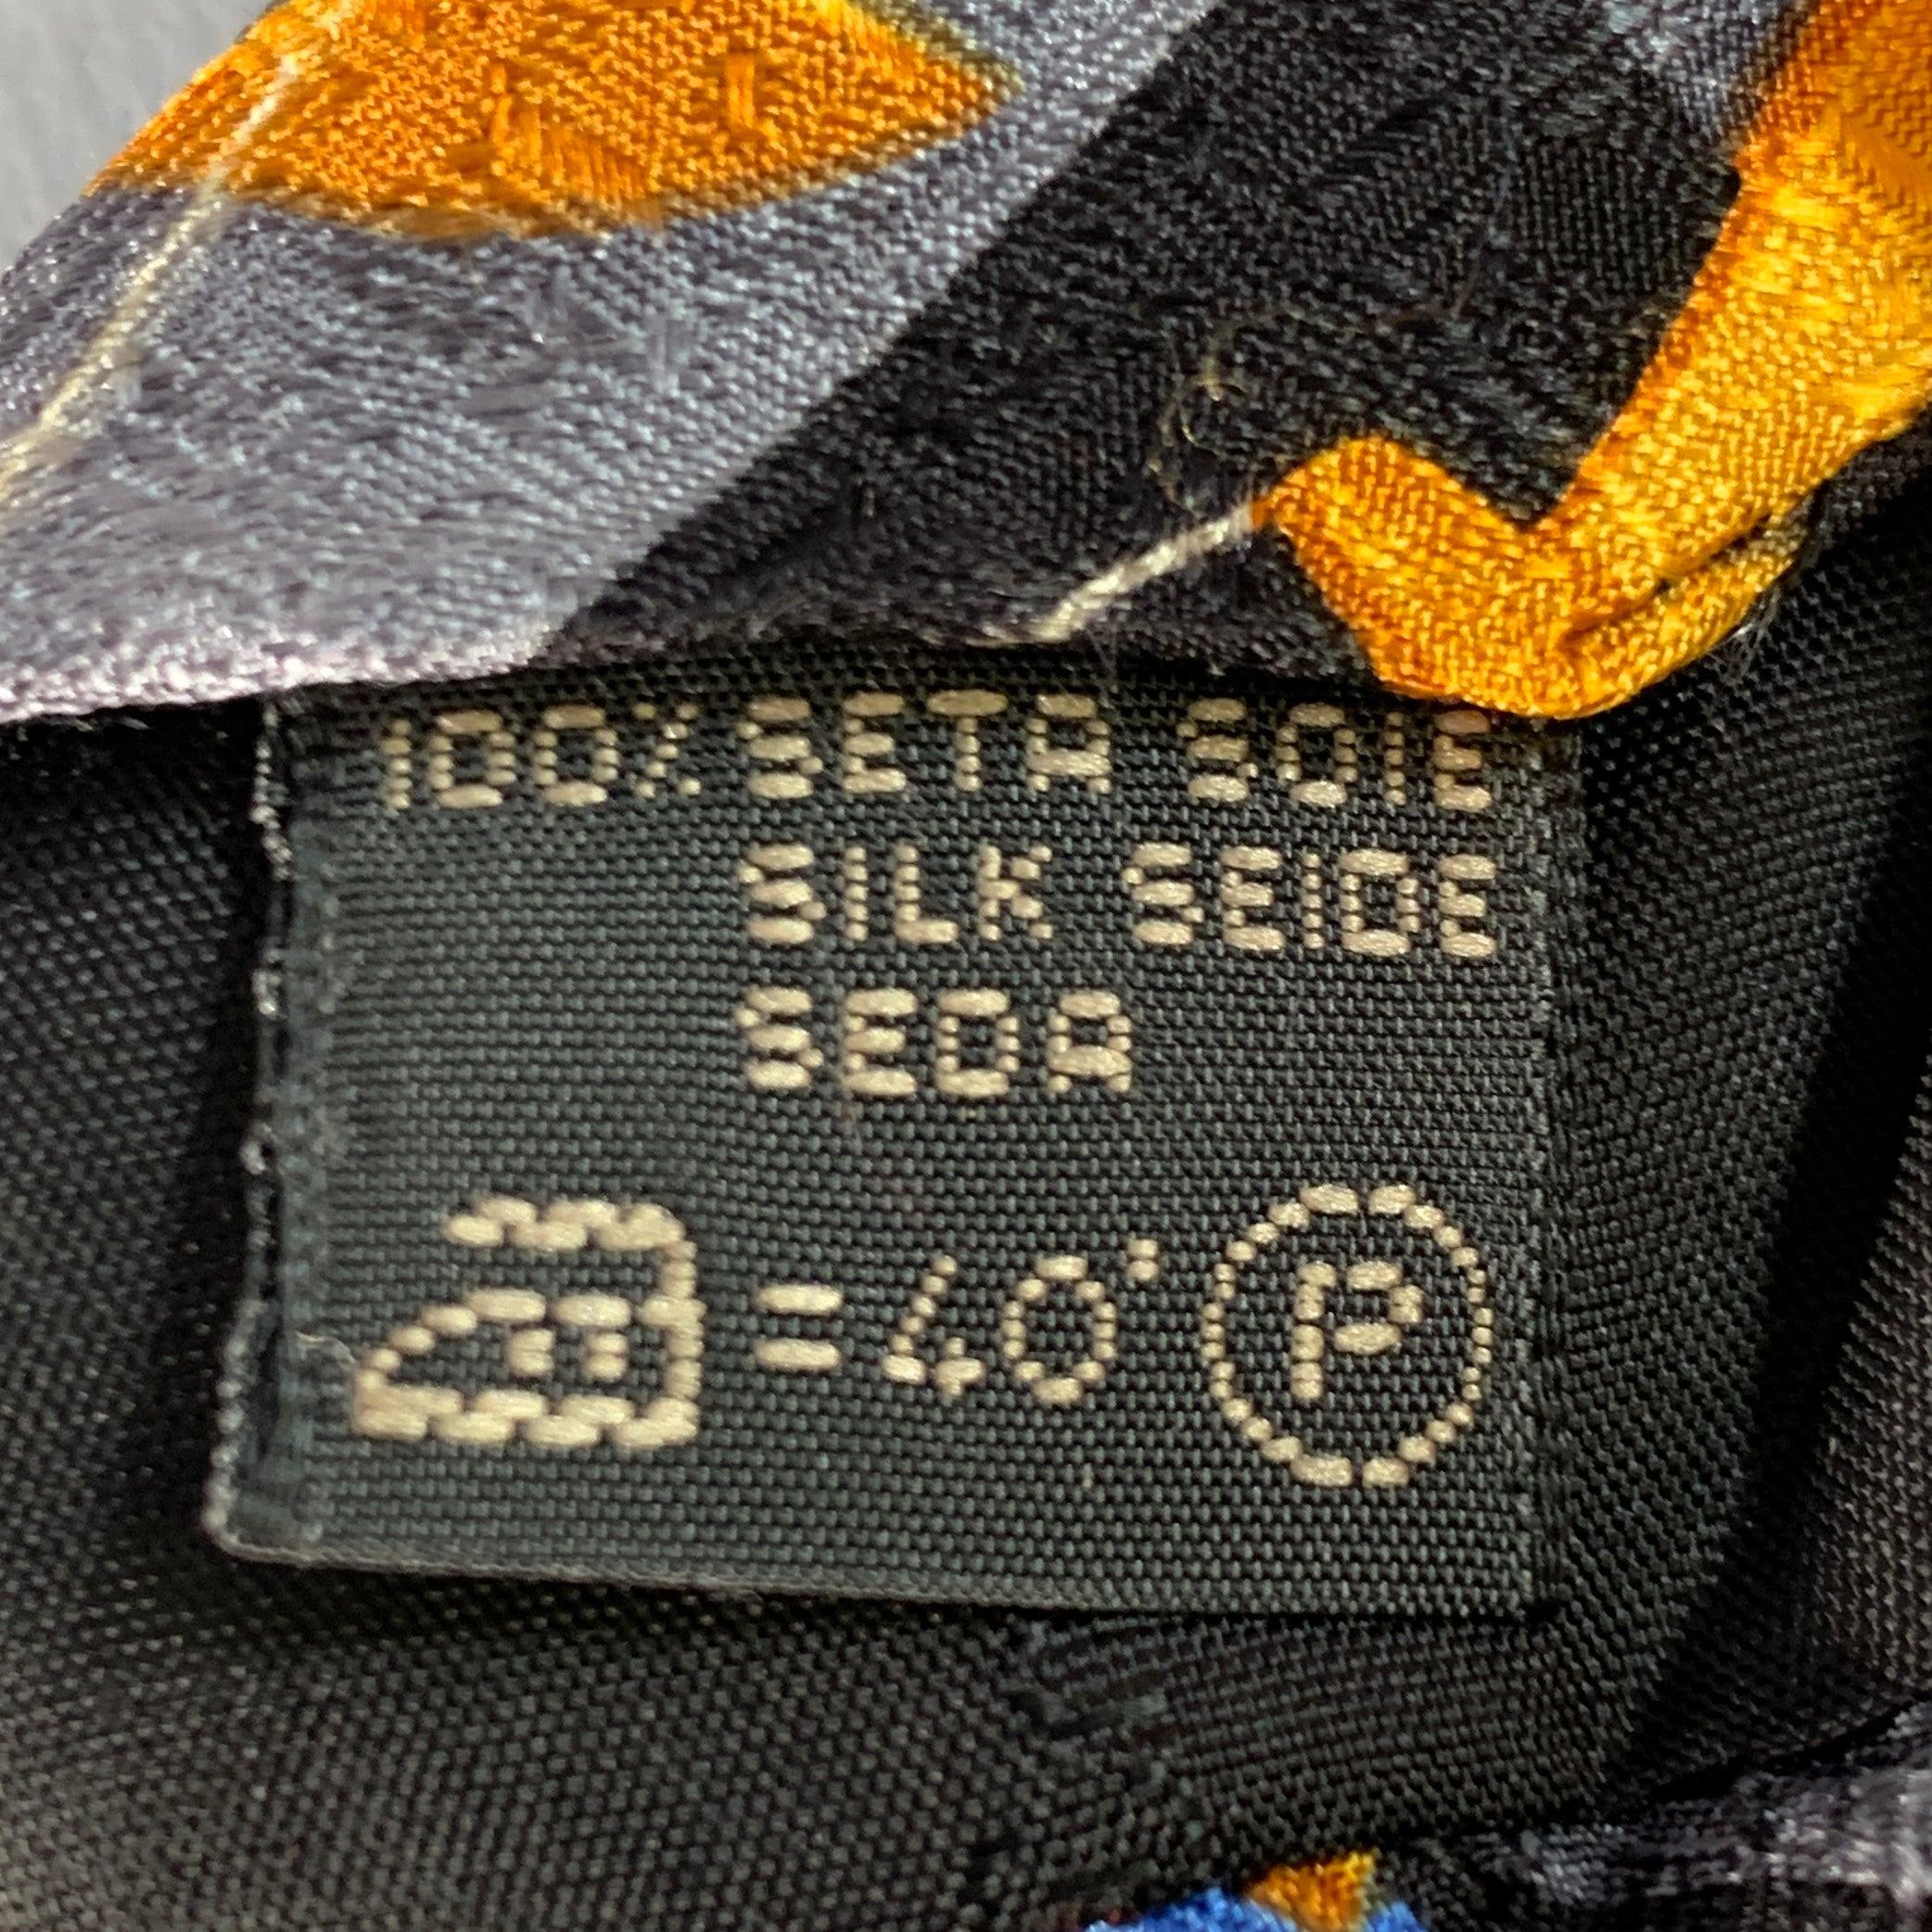 100% SETA SOIE
SILK SEIDE
SEDA
= 40° P